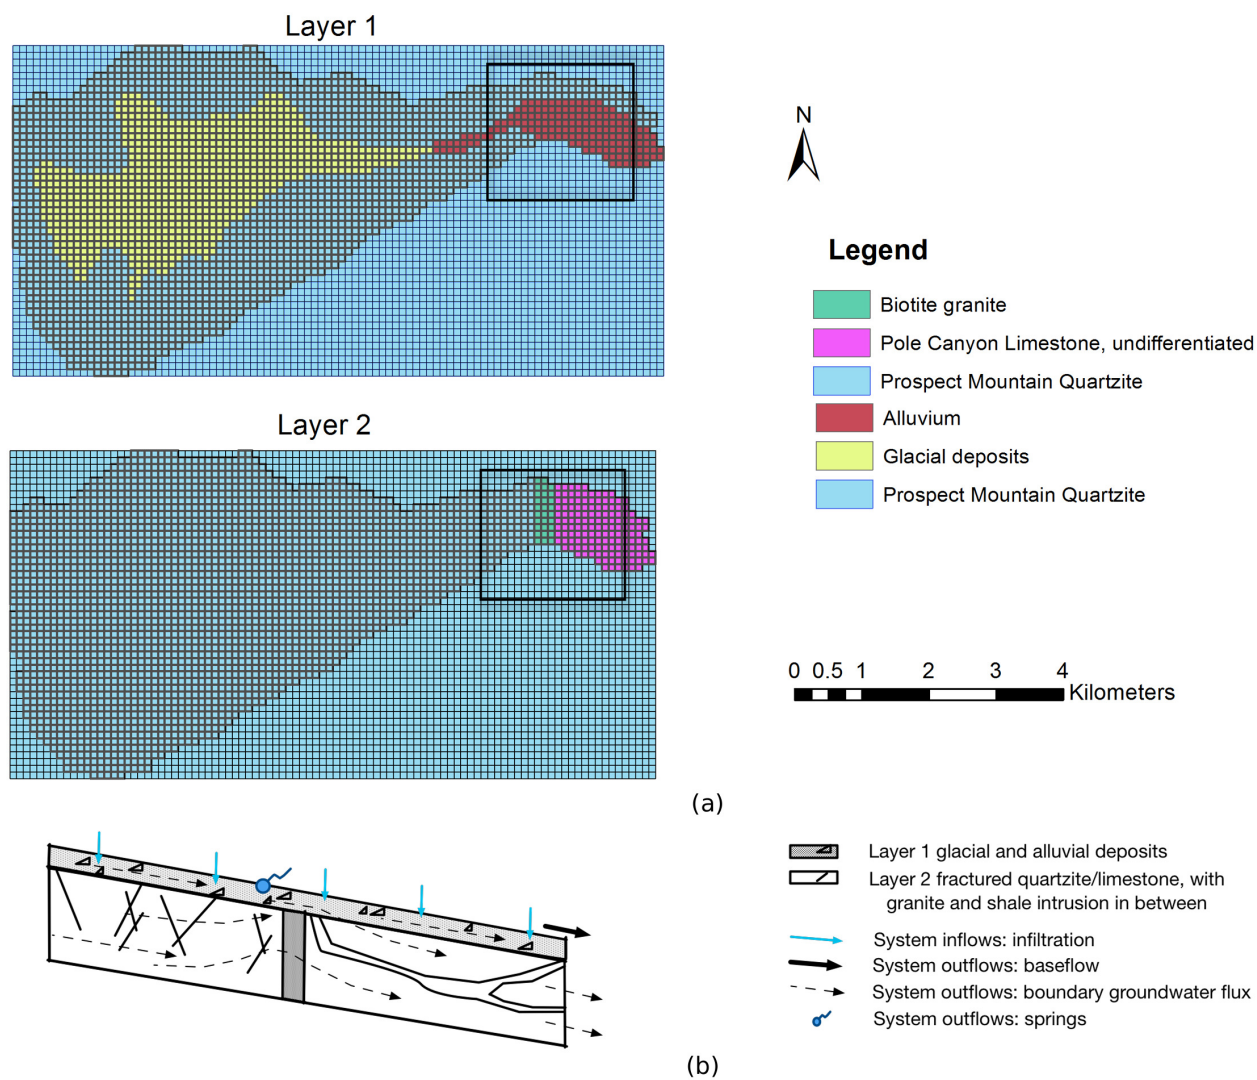 Layer 1
N
Legend
Biotite granite
Pole Canyon Limestone, undifferentiated
Prospect Mountain Quartzite
Alluvium
Glacial deposits
Prospect Mountain Quartzite
Layer 2
0 0.5 1 2 3 4
Kilometers
(a)
Layer 1 glacial and alluvial deposits
Layer 2 fractured quartzite/limestone, with
granite and shale intrusion in between
System inflows: infiltration
System outflows: baseflow
System outflows: boundary groundwater flux
System outflows: springs
(b)